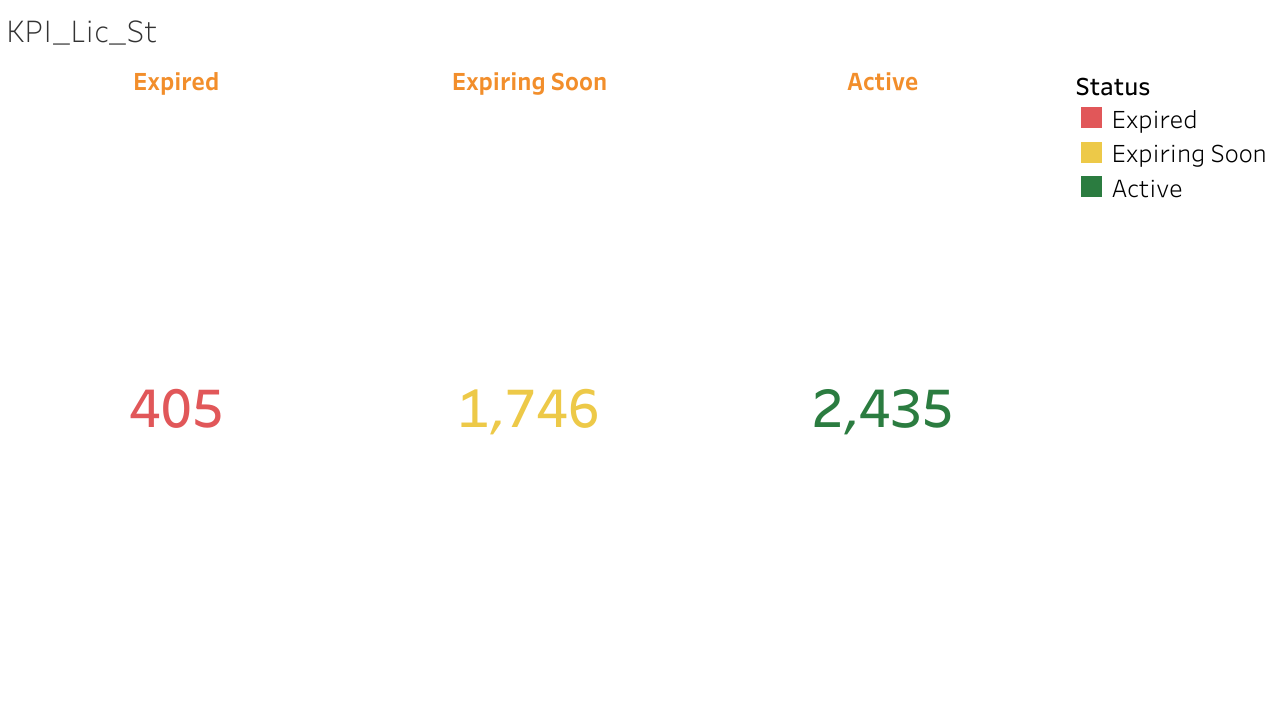 KPI_Lic_St
Expired Expiring Soon Active
Status
Expired
Expiring Soon
Active
405 1,746 2,435